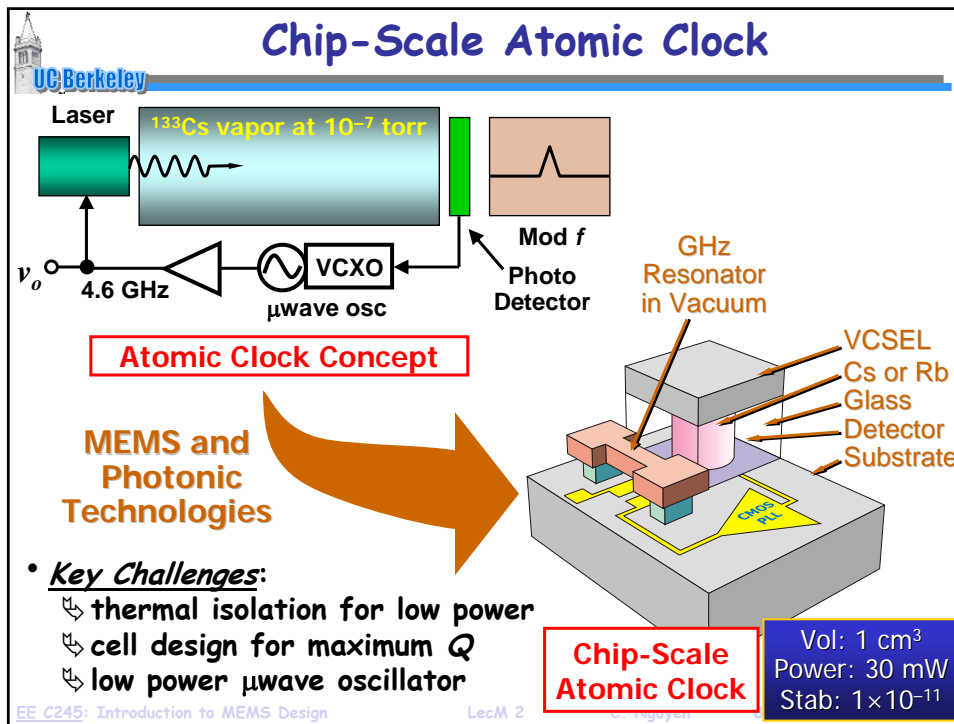 Chip-Scale Atomic Clock
UC Berkeley
Laser
¹³³Cs vapor at 10⁻⁷ torr
Mod f
Photo
Detector
VCXO
μwave osc
4.6 GHz
vₒ
Atomic Clock Concept
GHz
Resonator
in Vacuum
VCSEL
Cs or Rb
Glass
Detector
Substrate
CMOS
PLL
MEMS and
Photonic
Technologies
• Key Challenges:
thermal isolation for low power
cell design for maximum Q
low power μwave oscillator
Chip-Scale
Atomic Clock
Vol: 1 cm³
Power: 30 mW
Stab: 1×10⁻¹¹
EE C245: Introduction to MEMS Design
LecM 2
C. Nguyen